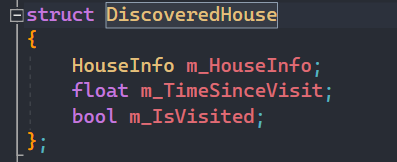 struct DiscoveredHouse
{
HouseInfo m_HouseInfo;
float m_TimeSinceVisit;
bool m_IsVisited;
};